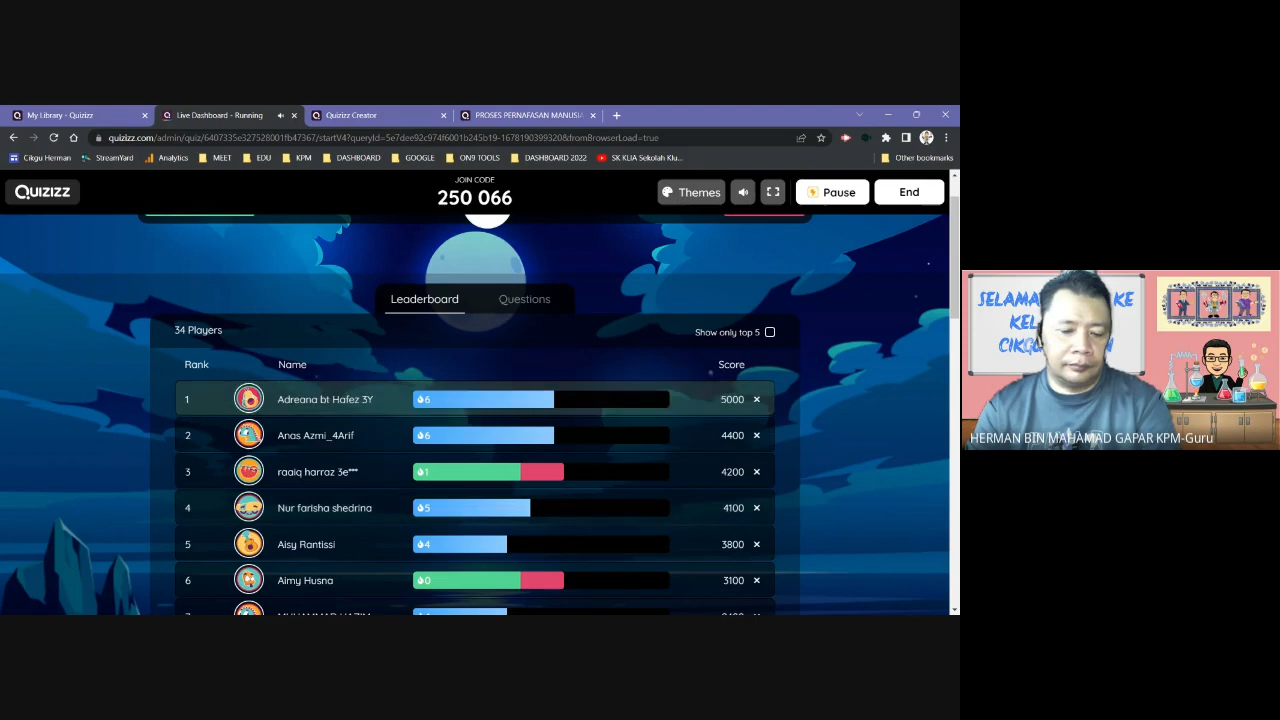 My Library - Quizizz
Live Dashboard - Running
Quizizz Creator
PROSES PERNAFASAN MANUSIA
quizizz.com/admin/quiz/6407335e327528001fb47367/startV4?queryId=5e7dee92c974f6001b245b19-1678190399320&fromBrowserLoad=true
Cikgu Herman
StreamYard
Analytics
MEET
EDU
KPM
DASHBOARD
GOOGLE
ON9 TOOLS
DASHBOARD 2022
SK KLIA Sekolah Klu...
Other bookmarks
QUIZIZZ
JOIN CODE
250 066
Themes
Pause
End
Leaderboard
Questions
34 Players
Show only top 5
Rank Name Score
1 Adreana bt Hafez 3Y 6 5000
2 Anas Azmi_4Arif 6 4400
3 raaiq harraz 3e*** 1 4200
4 Nur farisha shedrina 5 4100
5 Aisy Rantissi 4 3800
6 Aimy Husna 0 3100
SELAMA KE
KEL
CIKG N
HERMAN BIN MAHAMAD GAPAR KPM-Guru